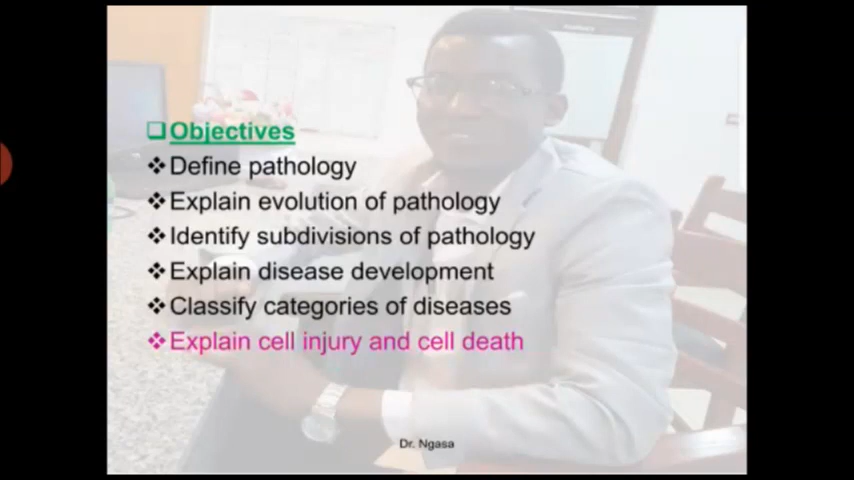 Objectives
Define pathology
Explain evolution of pathology
Identify subdivisions of pathology
Explain disease development
Classify categories of diseases
Explain cell injury and cell death
Dr. Ngasa